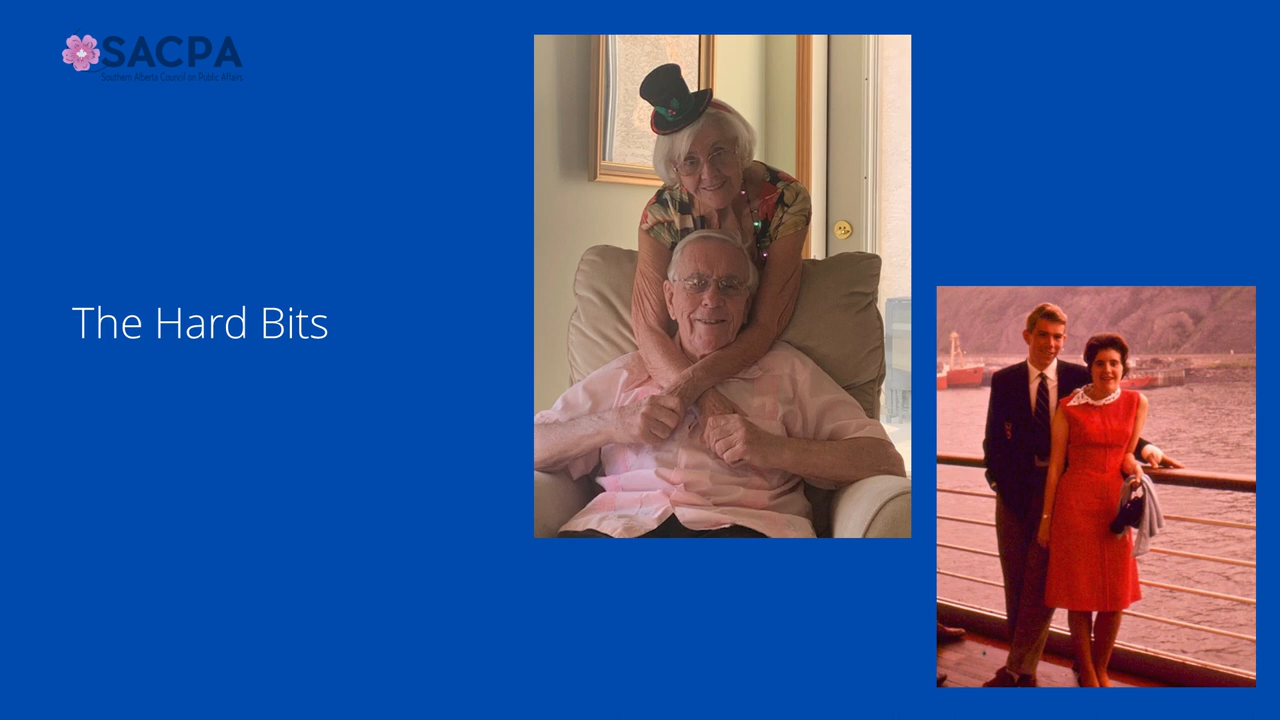 SACPA
Southern Alberta Council on Public Affairs
The Hard Bits